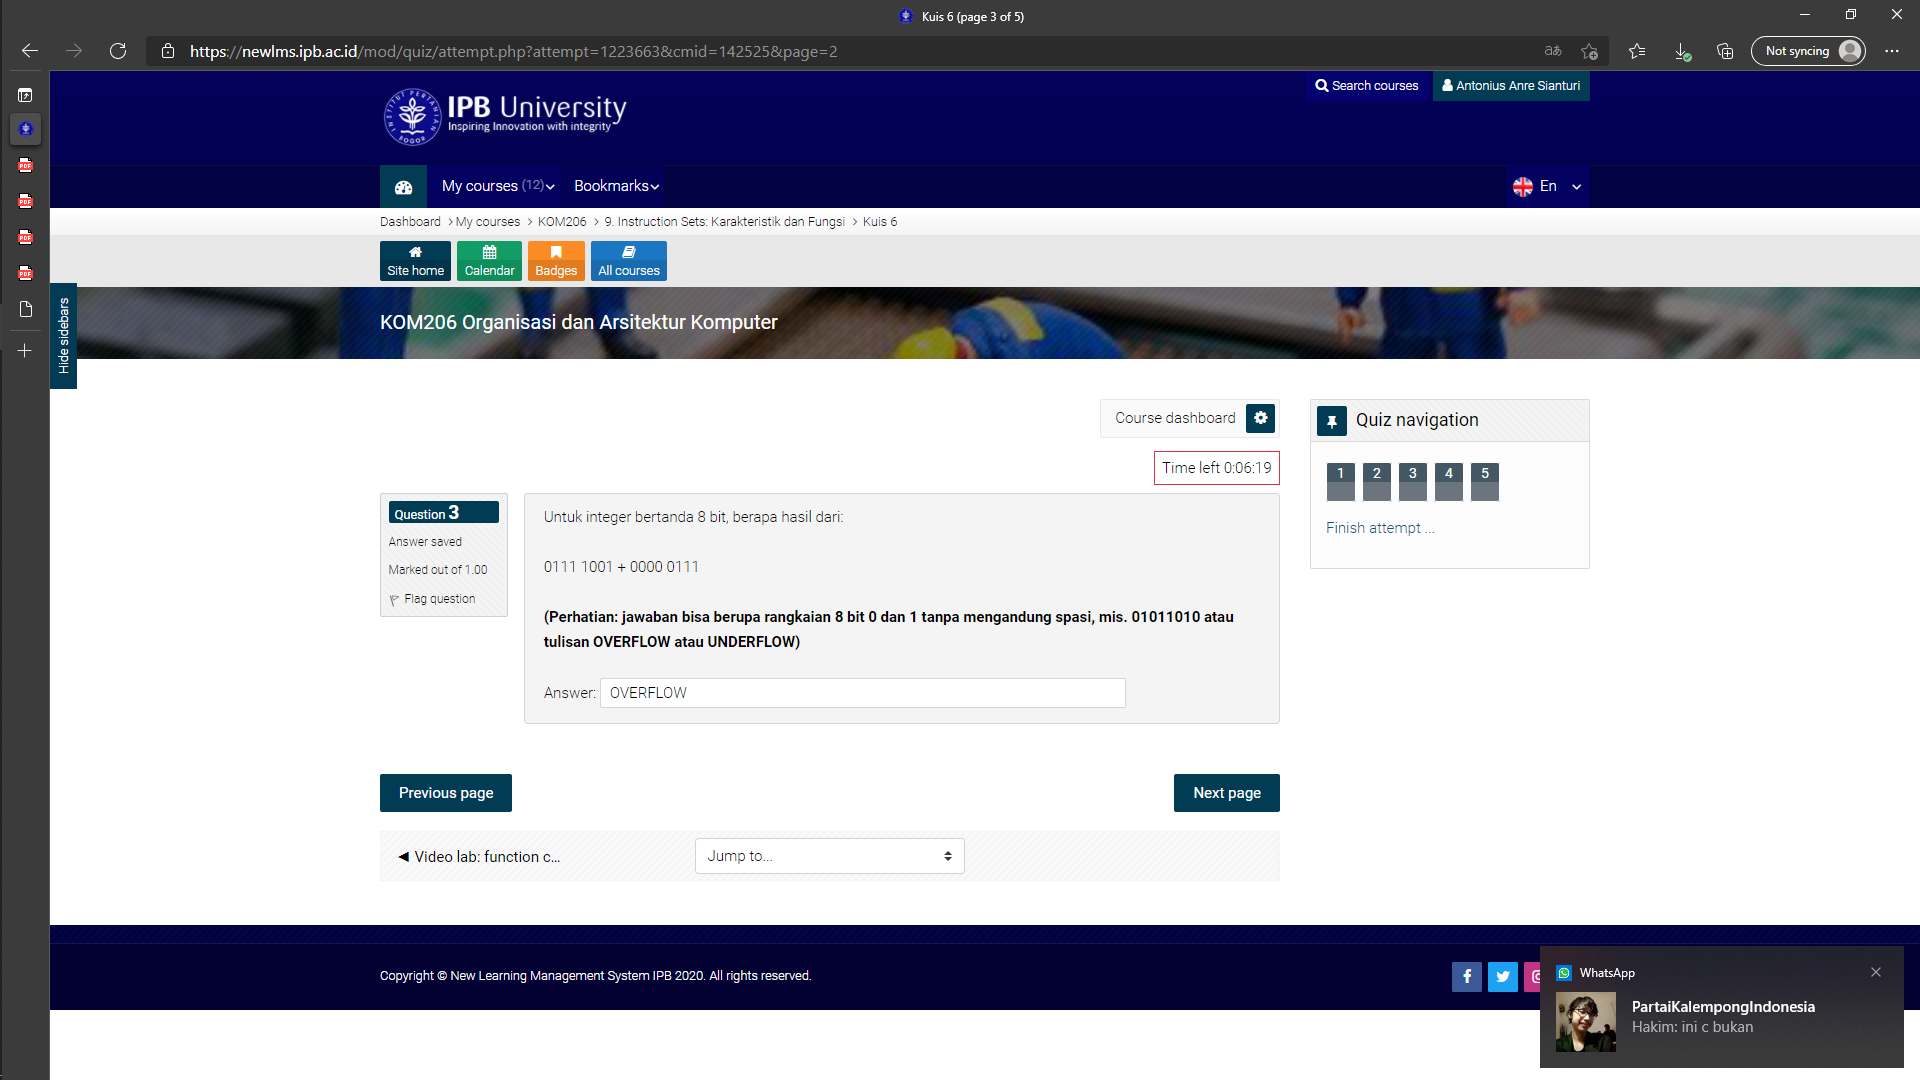 Kuis 6 (page 3 of 5)
https://newlms.ipb.ac.id/mod/quiz/attempt.php?attempt=1223663&cmid=142525&page=2
Not syncing
Search courses
Antonius Anre Sianturi
IPB University
Inspiring Innovation with integrity
INSTITUT PERTANIAN BOGOR
My courses (12)
Bookmarks
En
Dashboard > My courses > KOM206 > 9. Instruction Sets: Karakteristik dan Fungsi > Kuis 6
Site home
Calendar
Badges
All courses
Hide sidebars
KOM206 Organisasi dan Arsitektur Komputer
Course dashboard
Time left 0:06:19
Quiz navigation
1 2 3 4 5
Finish attempt ...
Question 3
Answer saved
Marked out of 1.00
Flag question
Untuk integer bertanda 8 bit, berapa hasil dari:
0111 1001 + 0000 0111
(Perhatian: jawaban bisa berupa rangkaian 8 bit 0 dan 1 tanpa mengandung spasi, mis. 01011010 atau
tulisan OVERFLOW atau UNDERFLOW)
Answer: OVERFLOW
Previous page
Next page
◄ Video lab: function c...
Jump to...
Copyright © New Learning Management System IPB 2020. All rights reserved.
WhatsApp
PartaiKalempongIndonesia
Hakim: ini c bukan